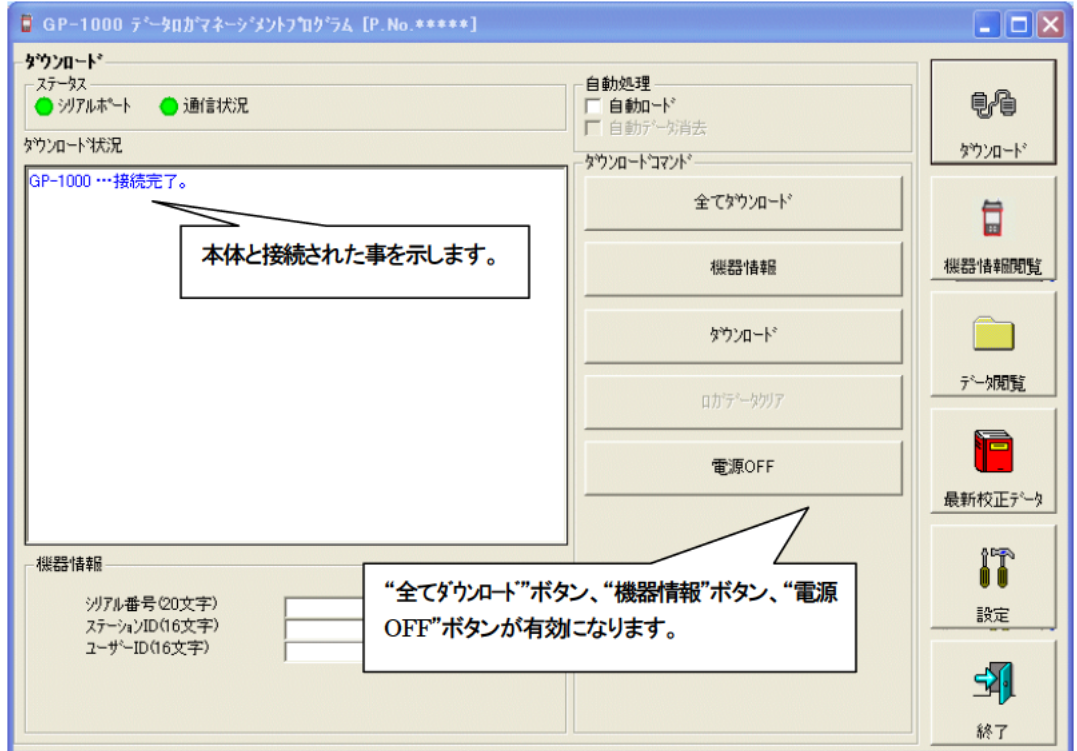 GP-1000 ﾃﾞｰﾀﾛｶﾞﾏﾈｰｼﾞﾒﾝﾄﾌﾟﾛｸﾞﾗﾑ [P.No.*****]
ﾀﾞｳﾝﾛｰﾄﾞ
ｽﾃｰﾀｽ
ｼﾘｱﾙﾎﾟｰﾄ 通信状況
自動処理
自動ﾛｰﾄﾞ
自動ﾃﾞｰﾀ消去
ﾀﾞｳﾝﾛｰﾄﾞ状況
GP-1000 …接続完了。
本体と接続された事を示します。
ﾀﾞｳﾝﾛｰﾄﾞｺﾏﾝﾄﾞ
全てﾀﾞｳﾝﾛｰﾄﾞ
機器情報
ﾀﾞｳﾝﾛｰﾄﾞ
ﾛｶﾞﾃﾞｰﾀｸﾘｱ
電源OFF
“全てﾀﾞｳﾝﾛｰﾄﾞ”ボタン、“機器情報”ボタン、“電源
OFF”ボタンが有効になります。
機器情報
ｼﾘｱﾙ番号(20文字)
ｽﾃｰｼｮﾝID(16文字)
ﾕｰｻﾞｰID(16文字)
ﾀﾞｳﾝﾛｰﾄﾞ
機器情報閲覧
ﾃﾞｰﾀ閲覧
最新校正ﾃﾞｰﾀ
設定
終了